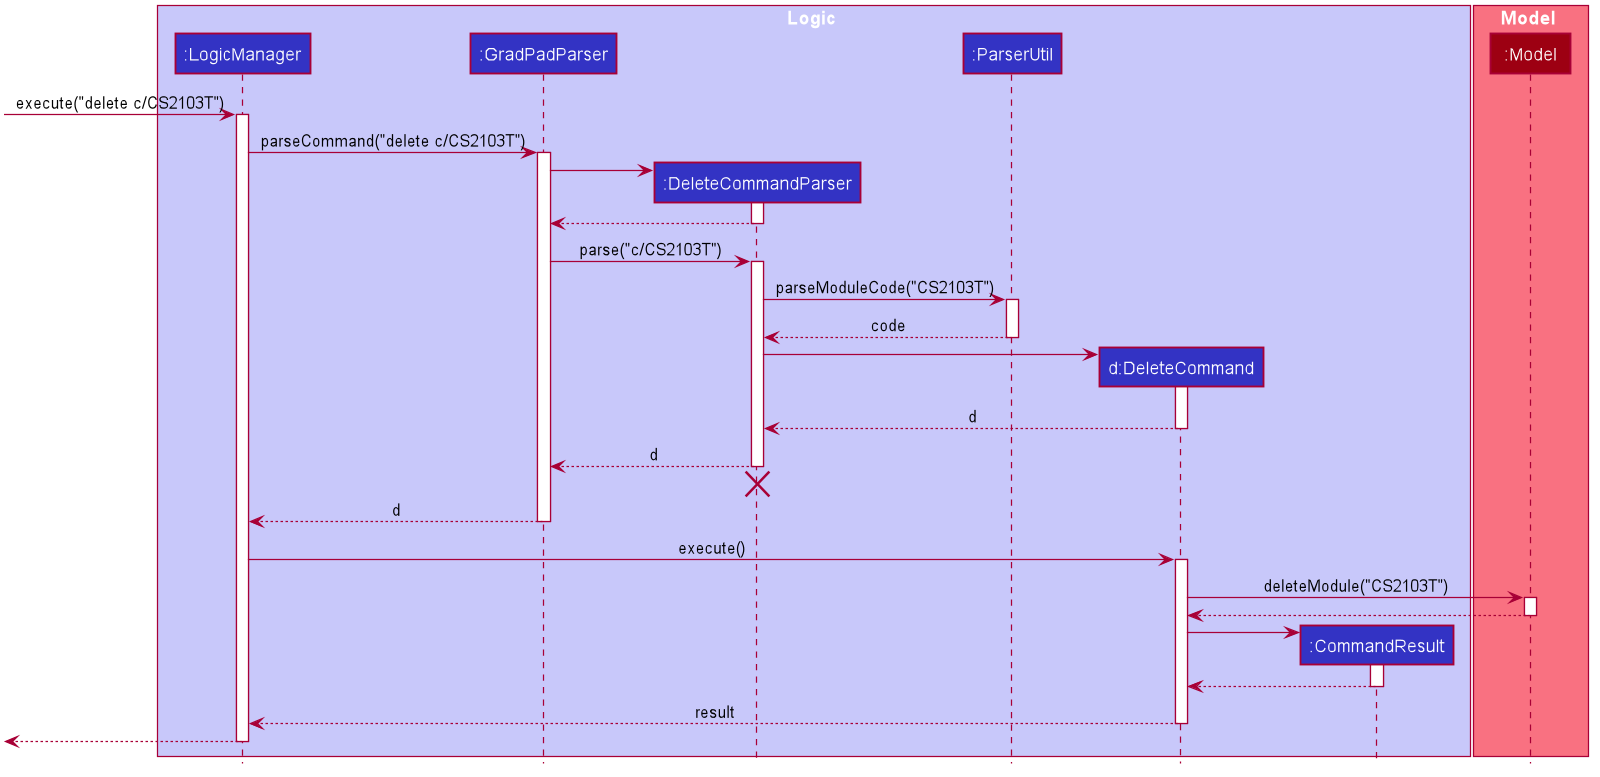 Logic
Model
:LogicManager
:GradPadParser
:ParserUtil
:Model
execute("delete c/CS2103T")
parseCommand("delete c/CS2103T")
:DeleteCommandParser
parse("c/CS2103T")
parseModuleCode("CS2103T")
code
d:DeleteCommand
d
d
d
execute()
deleteModule("CS2103T")
:CommandResult
result